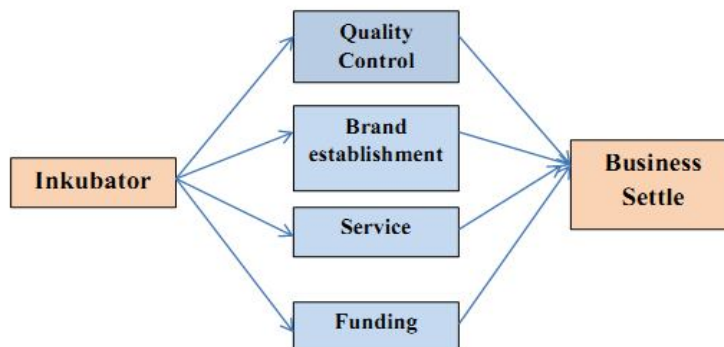 Quality
Control
Brand
establishment
Inkubator
Business
Settle
Service
Funding